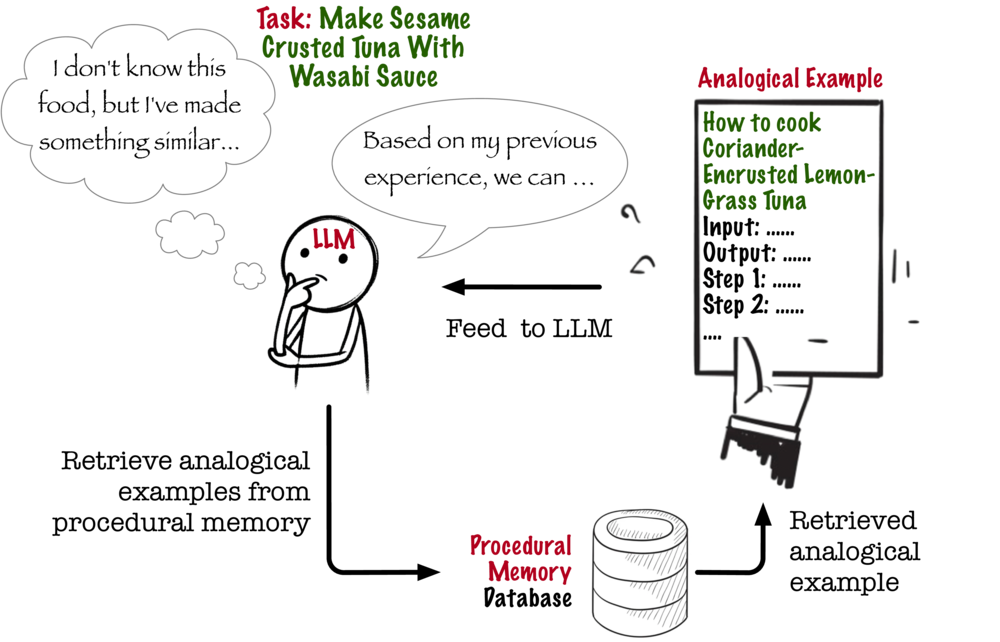 Task: Make Sesame
Crusted Tuna With
Wasabi Sauce
I don't know this
food, but I've made
something similar...
Based on my previous
experience, we can ...
LLM
Analogical Example
How to cook
Coriander-
Encrusted Lemon-
Grass Tuna
Input: ......
Output: ......
Step 1: ......
Step 2: ......
....
Feed to LLM
Retrieve analogical
examples from
procedural memory
Procedural
Memory
Database
Retrieved
analogical
example